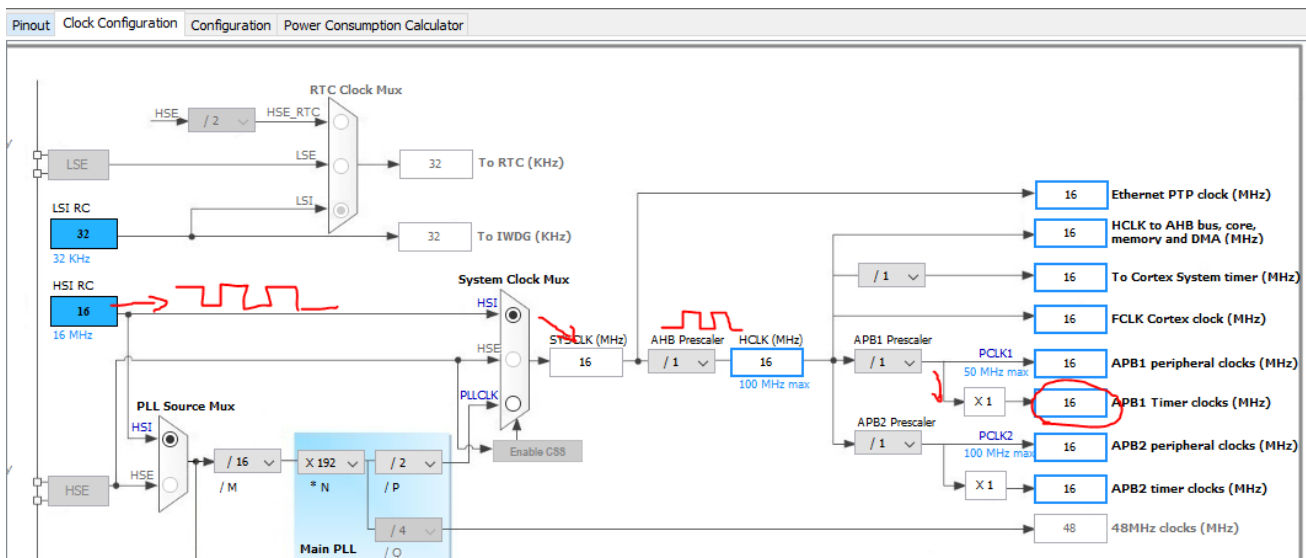 Pinout Clock Configuration Configuration Power Consumption Calculator
RTC Clock Mux
HSE
/ 2
HSE_RTC
LSE
LSE
32
To RTC (KHz)
LSI RC
LSI
32
32 KHz
32
To IWDG (KHz)
HSI RC
16
16 MHz
System Clock Mux
HSI
HSE
PLLCLK
SYSCLK (MHz)
16
AHB Prescaler
/ 1
HCLK (MHz)
16
100 MHz max
Enable CSS
16
Ethernet PTP clock (MHz)
16
HCLK to AHB bus, core,
memory and DMA (MHz)
/ 1
16
To Cortex System timer (MHz)
16
FCLK Cortex clock (MHz)
APB1 Prescaler
/ 1
PCLK1
50 MHz max
16
APB1 peripheral clocks (MHz)
X 1
16
APB1 Timer clocks (MHz)
APB2 Prescaler
/ 1
PCLK2
100 MHz max
16
APB2 peripheral clocks (MHz)
X 1
16
APB2 timer clocks (MHz)
48
48MHz clocks (MHz)
PLL Source Mux
HSI
HSE
HSE
/ 16
/ M
X 192
* N
/ 2
/ P
/ 4
/ Q
Main PLL